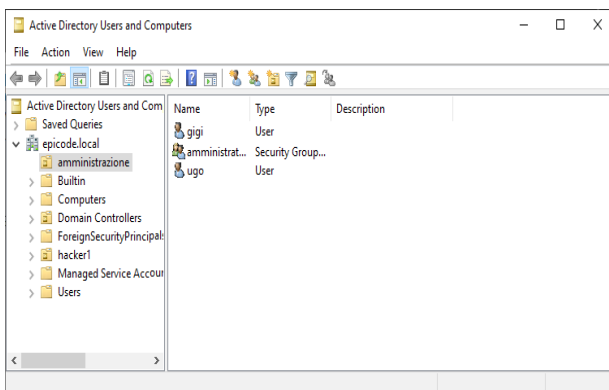 Active Directory Users and Computers
File Action View Help
Active Directory Users and Com
Saved Queries
epicode.local
amministrazione
Builtin
Computers
Domain Controllers
ForeignSecurityPrincipals
hacker1
Managed Service Accour
Users
Name Type Description
gigi User
amministrat... Security Group...
ugo User